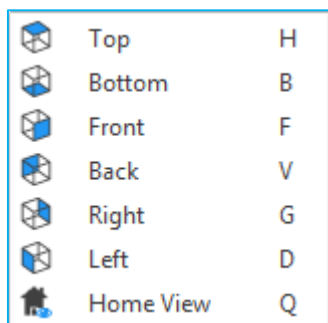 Top H
Bottom B
Front F
Back V
Right G
Left D
Home View Q